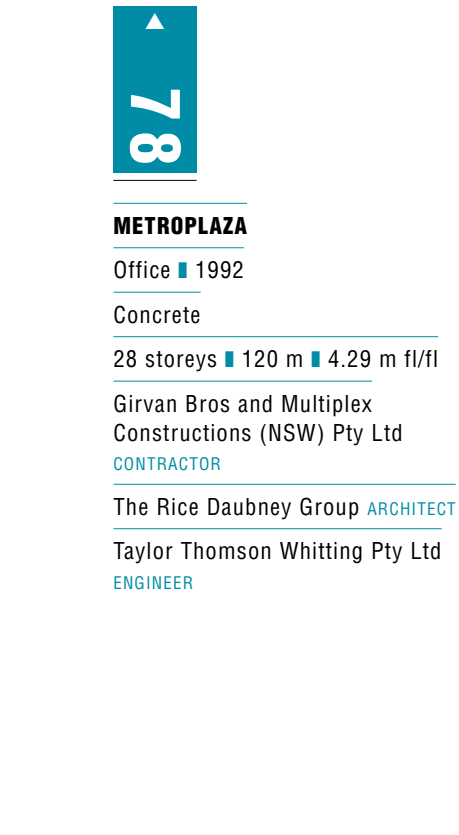 78
METROPLAZA
Office ▮ 1992
Concrete
28 storeys ▮ 120 m ▮ 4.29 m fl/fl
Girvan Bros and Multiplex
Constructions (NSW) Pty Ltd
CONTRACTOR
The Rice Daubney Group ARCHITECT
Taylor Thomson Whitting Pty Ltd
ENGINEER